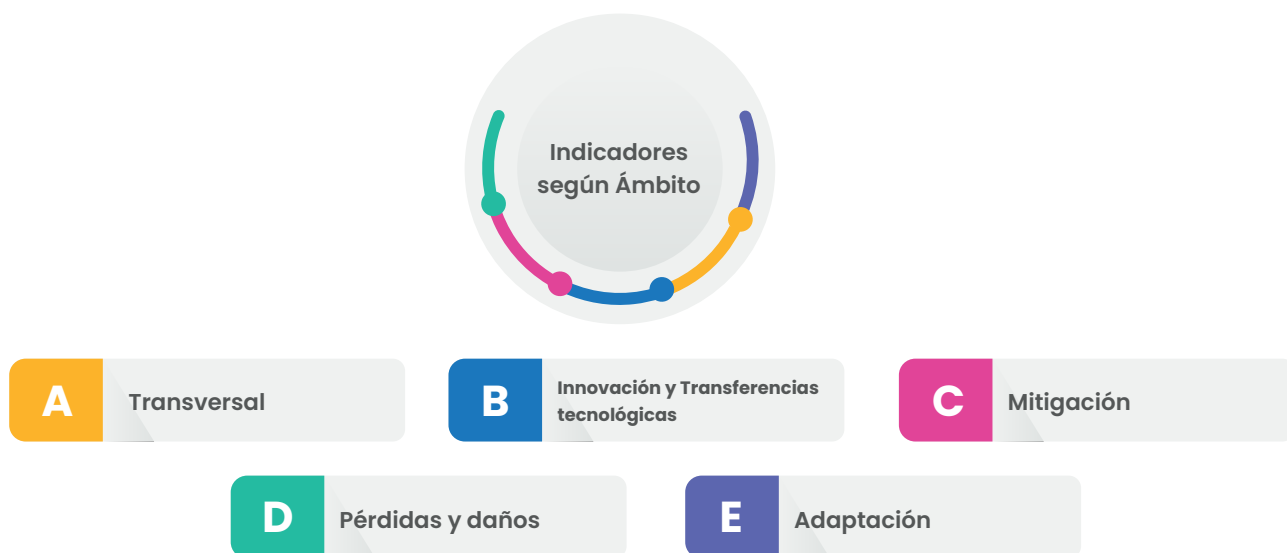 Indicadores
según Ámbito
A
Transversal
B
Innovación y Transferencias
tecnológicas
C
Mitigación
D
Pérdidas y daños
E
Adaptación